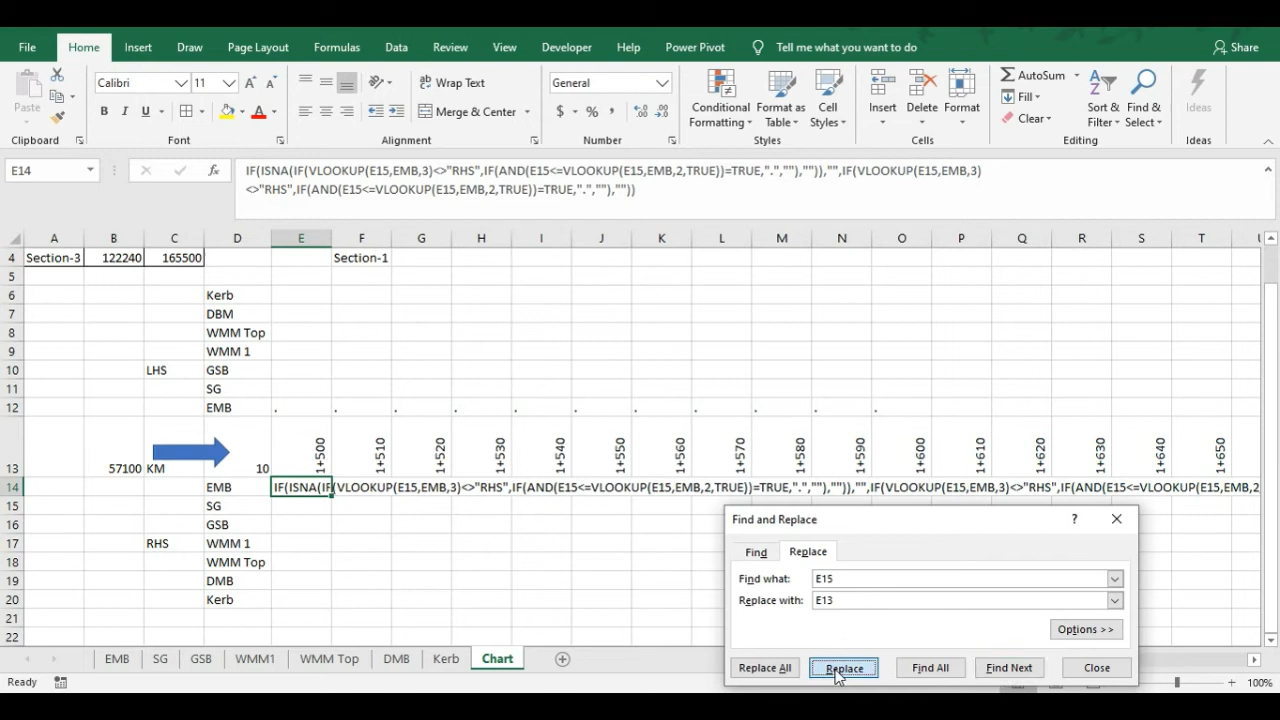 File Home Insert Draw Page Layout Formulas Data Review View Developer Help Power Pivot Tell me what you want to do Share
Paste Calibri 11 A A Wrap Text General AutoSum
B I U A Merge & Center $ % , Conditional Formatting Format as Table Cell Styles Insert Delete Format Fill Clear Sort & Filter Find & Select Ideas
Clipboard Font Alignment Number Styles Cells Editing Ideas
E14 fx IF(ISNA(IF(VLOOKUP(E15,EMB,3)<>"RHS",IF(AND(E15<=VLOOKUP(E15,EMB,2,TRUE))=TRUE,".",""),"")),"",IF(VLOOKUP(E15,EMB,3)
<>"RHS",IF(AND(E15<=VLOOKUP(E15,EMB,2,TRUE))=TRUE,".",""),""))
A B C D E F G H I J K L M N O P Q R S T U
4 Section-3 122240 165500 Section-1
5
6 Kerb
7 DBM
8 WMM Top
9 WMM 1
10 LHS GSB
11 SG
12 EMB . . . . . . . . . . .
13 57100 KM 10 1+500 1+510 1+520 1+530 1+540 1+550 1+560 1+570 1+580 1+590 1+600 1+610 1+620 1+630 1+640 1+650
14 EMB IF(ISNA(IF(VLOOKUP(E15,EMB,3)<>"RHS",IF(AND(E15<=VLOOKUP(E15,EMB,2,TRUE))=TRUE,".",""),"")),"",IF(VLOOKUP(E15,EMB,3)<>"RHS",IF(AND(E15<=VLOOKUP(E15,EMB,2
15 SG
16 GSB
17 RHS WMM 1
18 WMM Top
19 DMB
20 Kerb
21
22
Find and Replace ?
Find Replace
Find what: E15
Replace with: E13
Options >>
Replace All Replace Find All Find Next Close
EMB SG GSB WMM1 WMM Top DMB Kerb Chart
Ready 100%